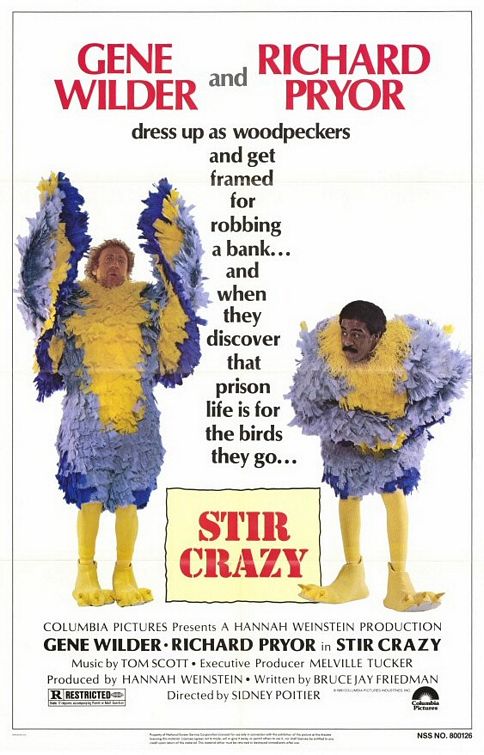 GENE WILDER and RICHARD PRYOR
dress up as woodpeckers
and get
framed
for
robbing
a bank...
and
when
they
discover
that
prison
life is for
the birds
they go...
STIR
CRAZY
COLUMBIA PICTURES Presents A HANNAH WEINSTEIN PRODUCTION
GENE WILDER • RICHARD PRYOR in STIR CRAZY
Music by TOM SCOTT • Executive Producer MELVILLE TUCKER
Produced by HANNAH WEINSTEIN • Written by BRUCE JAY FRIEDMAN
Directed by SIDNEY POITIER
R RESTRICTED
Columbia
Pictures
NSS NO. 800126